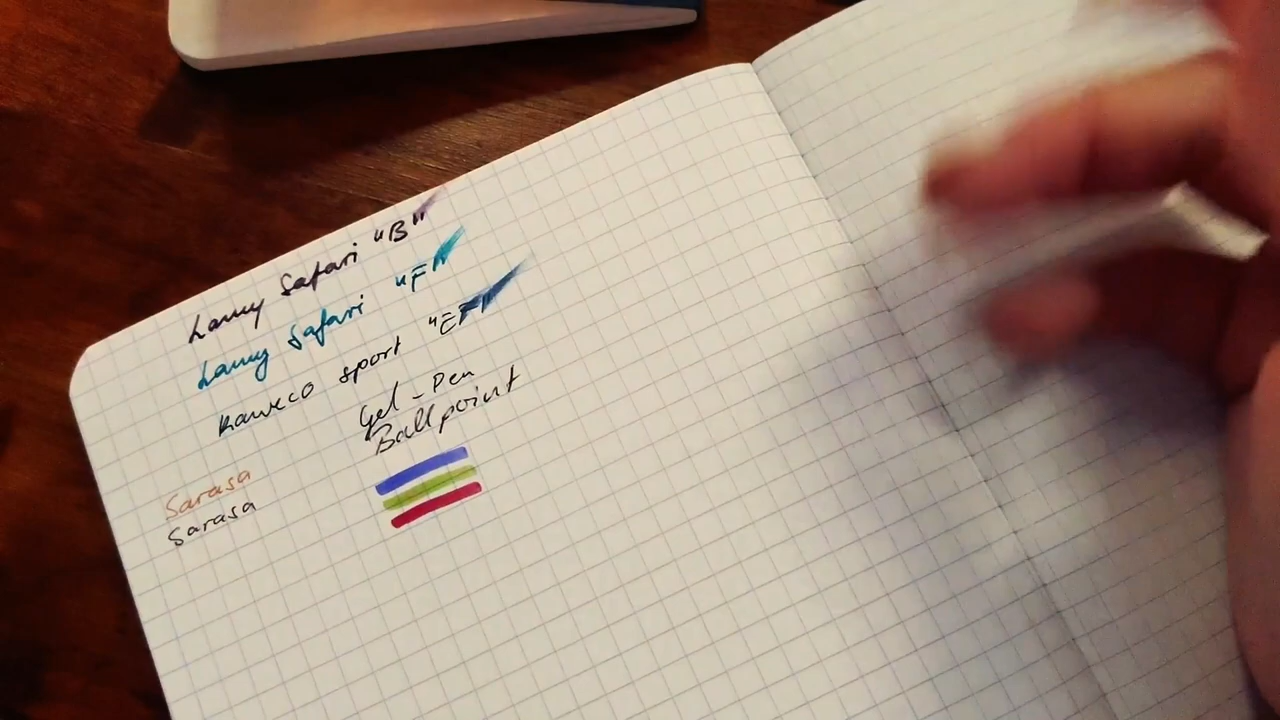 Lamy Safari "B"
Lamy Safari "F"
Kaweco sport "EF"
Gel-Pen
Ballpoint
Sarasa
Sarasa